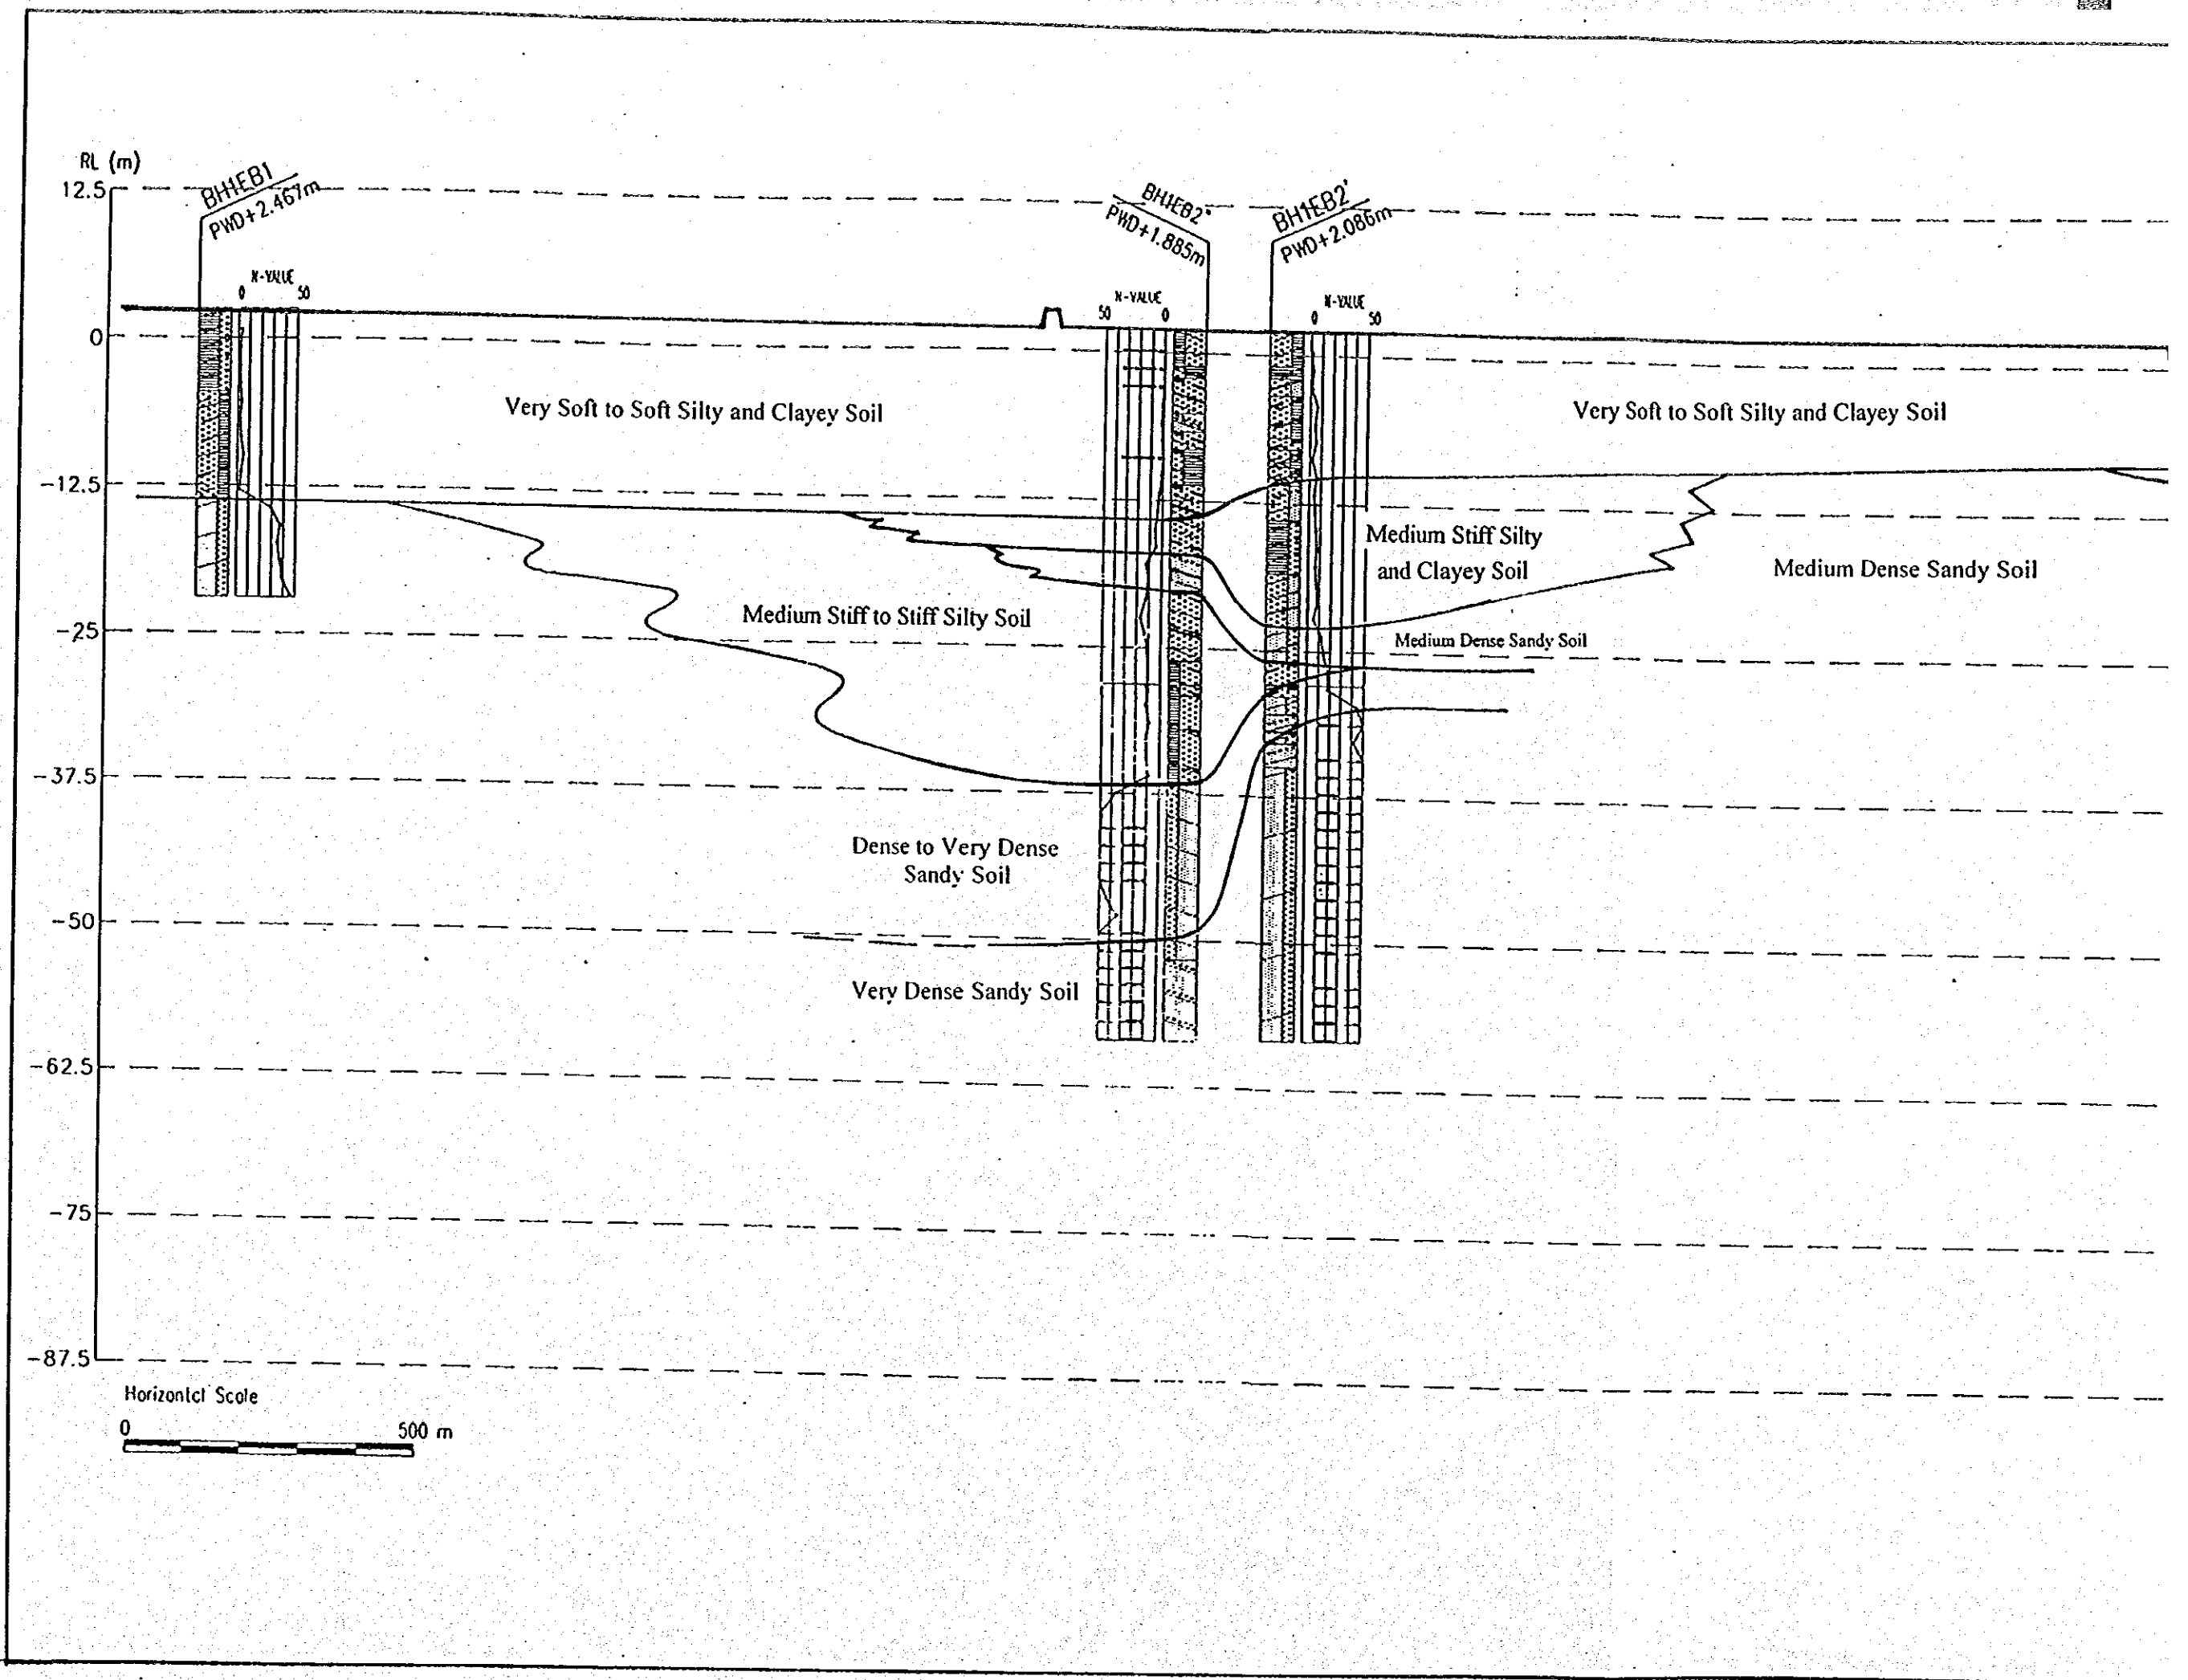 RL (m)
12.5
0
-12.5
-25
-37.5
-50
-62.5
-75
-87.5
BH1EB1
PWD+2.467m
N-VALUE
0 50
BH1EB2"
PWD+1.885m
N-VALUE
50 0
BH1EB2'
PWD+2.086m
N-VALUE
0 50
Very Soft to Soft Silty and Clayey Soil
Very Soft to Soft Silty and Clayey Soil
Medium Stiff Silty
and Clayey Soil
Medium Dense Sandy Soil
Medium Stiff to Stiff Silty Soil
Medium Dense Sandy Soil
Dense to Very Dense
Sandy Soil
Very Dense Sandy Soil
Horizontcl Scale
0 500 m